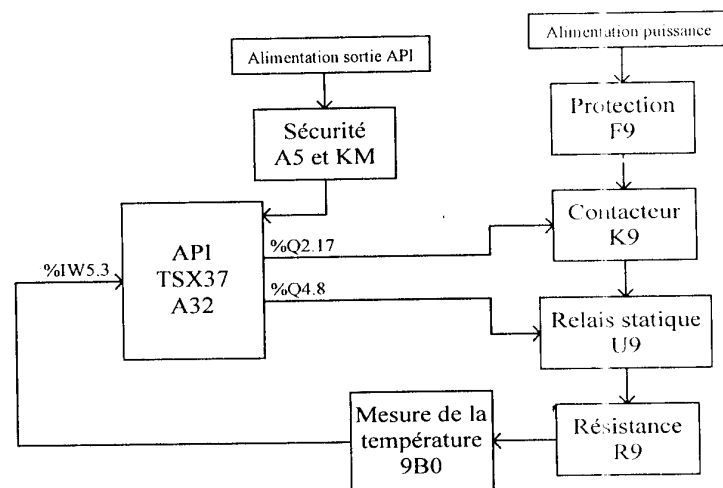 Alimentation sortie API
Alimentation puissance
Sécurité
A5 et KM
Protection
F9
API
TSX37
A32
%IW5.3
%Q2.17
%Q4.8
Contacteur
K9
Relais statique
U9
Mesure de la
température
9B0
Résistance
R9